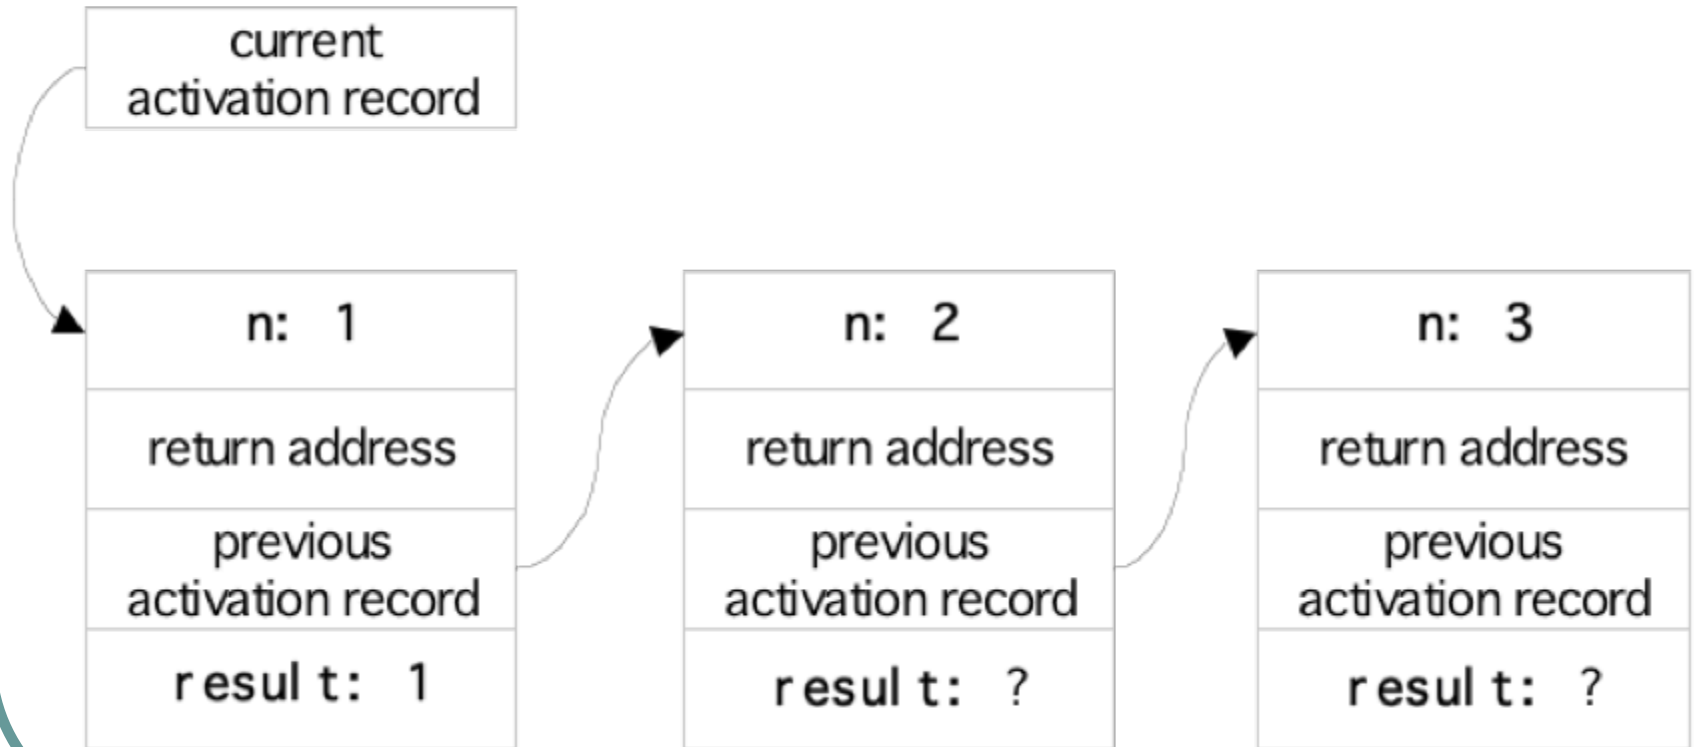 current
activation record
n: 1
return address
previous
activation record
result: 1
n: 2
return address
previous
activation record
result: ?
n: 3
return address
previous
activation record
result: ?